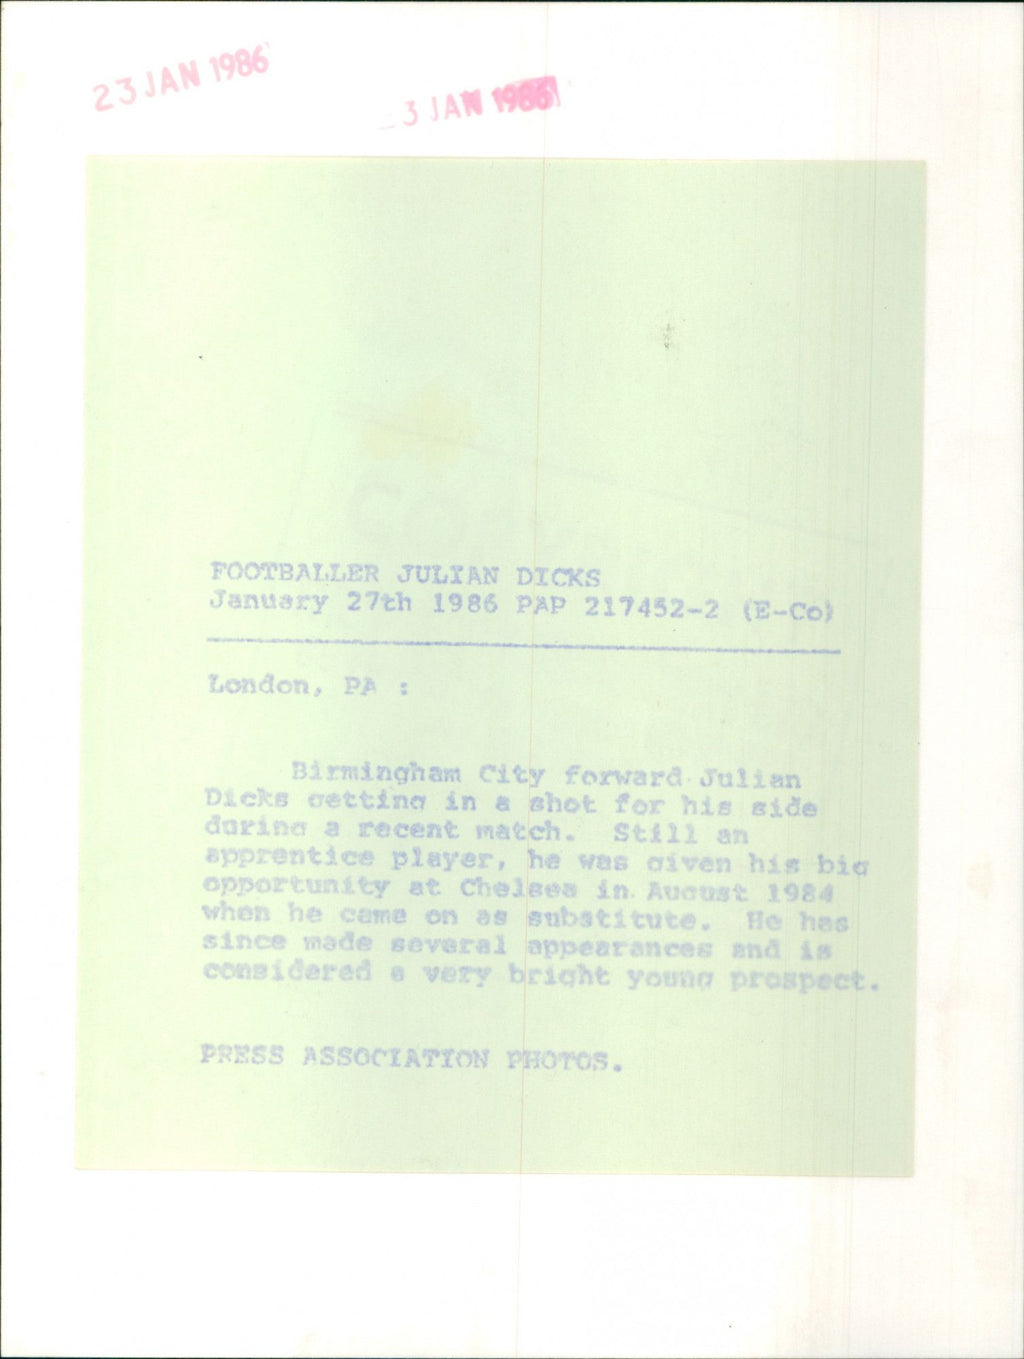 23 JAN 1986
3 JAN 1986
FOOTBALLER JULIAN DICKS
January 27th 1986 PAP 217452-2 (E-Co)
London, PA :
Birmingham City forward Julian
Dicks getting in a shot for his side
during a recent match. Still an
apprentice player, he was given his big
opportunity at Chelsea in August 1984
when he came on as substitute. He has
since made several appearances and is
considered a very bright young prospect.
PRESS ASSOCIATION PHOTOS.